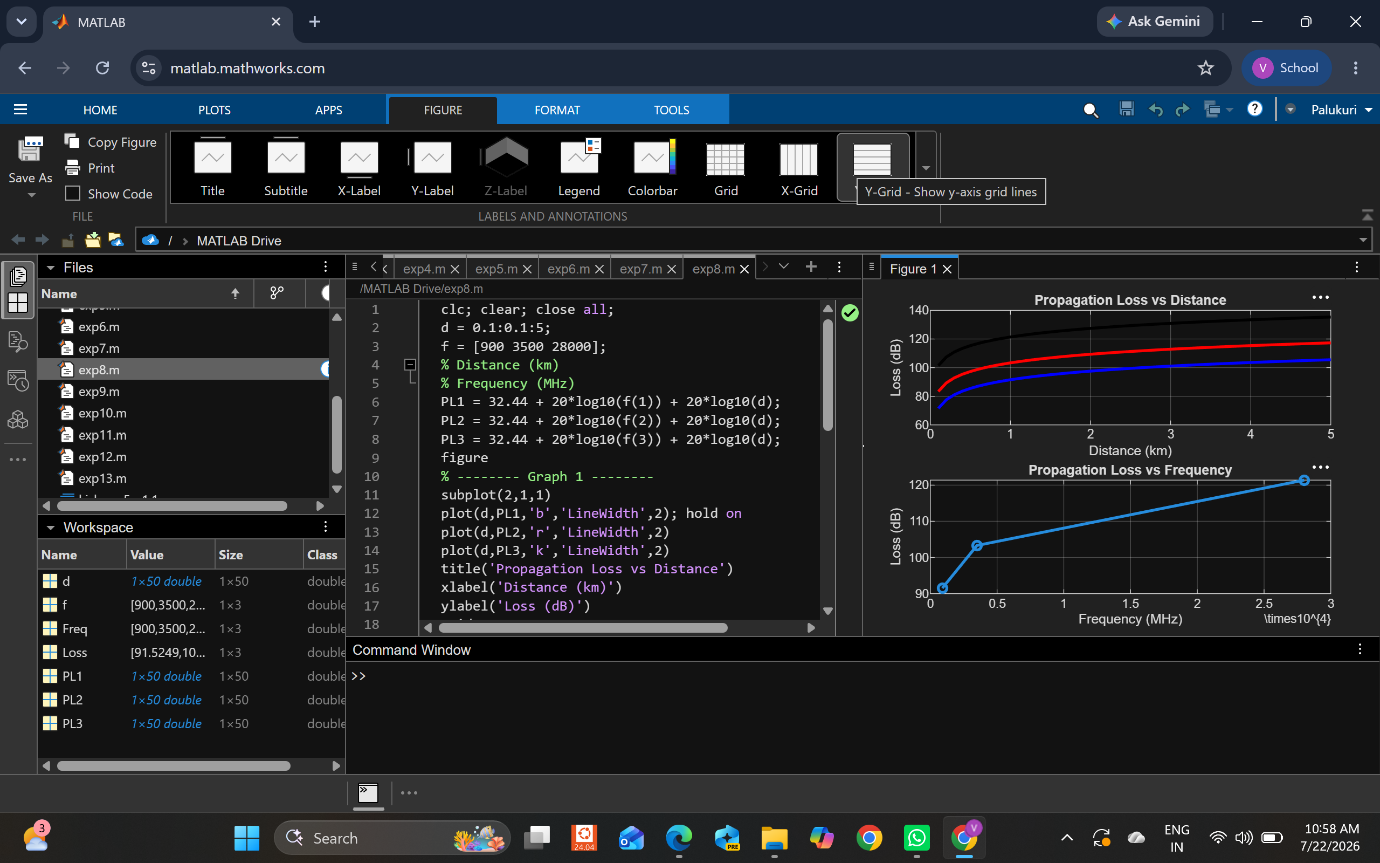 MATLAB
Ask Gemini
matlab.mathworks.com
V School
HOME PLOTS APPS FIGURE FORMAT TOOLS
? Palukuri
Save As
Copy Figure
Print
Show Code
FILE
Title Subtitle X-Label Y-Label Z-Label Legend Colorbar Grid X-Grid
Y-Grid - Show y-axis grid lines
LABELS AND ANNOTATIONS
/ > MATLAB Drive
Files
Name
exp6.m
exp7.m
exp8.m
exp9.m
exp10.m
exp11.m
exp12.m
exp13.m
Workspace
Name Value Size Class
d 1×50 double 1×50 double
f [900,3500,2... 1×3 double
Freq [900,3500,2... 1×3 double
Loss [91.5249,10... 1×3 double
PL1 1×50 double 1×50 double
PL2 1×50 double 1×50 double
PL3 1×50 double 1×50 double
exp4.m exp5.m exp6.m exp7.m exp8.m
/MATLAB Drive/exp8.m
1 clc; clear; close all;
2 d = 0.1:0.1:5;
3 f = [900 3500 28000];
4 % Distance (km)
5 % Frequency (MHz)
6 PL1 = 32.44 + 20*log10(f(1)) + 20*log10(d);
7 PL2 = 32.44 + 20*log10(f(2)) + 20*log10(d);
8 PL3 = 32.44 + 20*log10(f(3)) + 20*log10(d);
9 figure
10 % -------- Graph 1 --------
11 subplot(2,1,1)
12 plot(d,PL1,'b','LineWidth',2); hold on
13 plot(d,PL2,'r','LineWidth',2)
14 plot(d,PL3,'k','LineWidth',2)
15 title('Propagation Loss vs Distance')
16 xlabel('Distance (km)')
17 ylabel('Loss (dB)')
18
Figure 1
Propagation Loss vs Distance
Loss (dB)
140
120
100
80
60
0 1 2 3 4 5
Distance (km)
Propagation Loss vs Frequency
Loss (dB)
120
110
100
90
0 0.5 1 1.5 2 2.5 3
Frequency (MHz) \times10^{4}
Command Window
>>
3
Search
24.04
PRE
V
ENG
IN
10:58 AM
7/22/2026